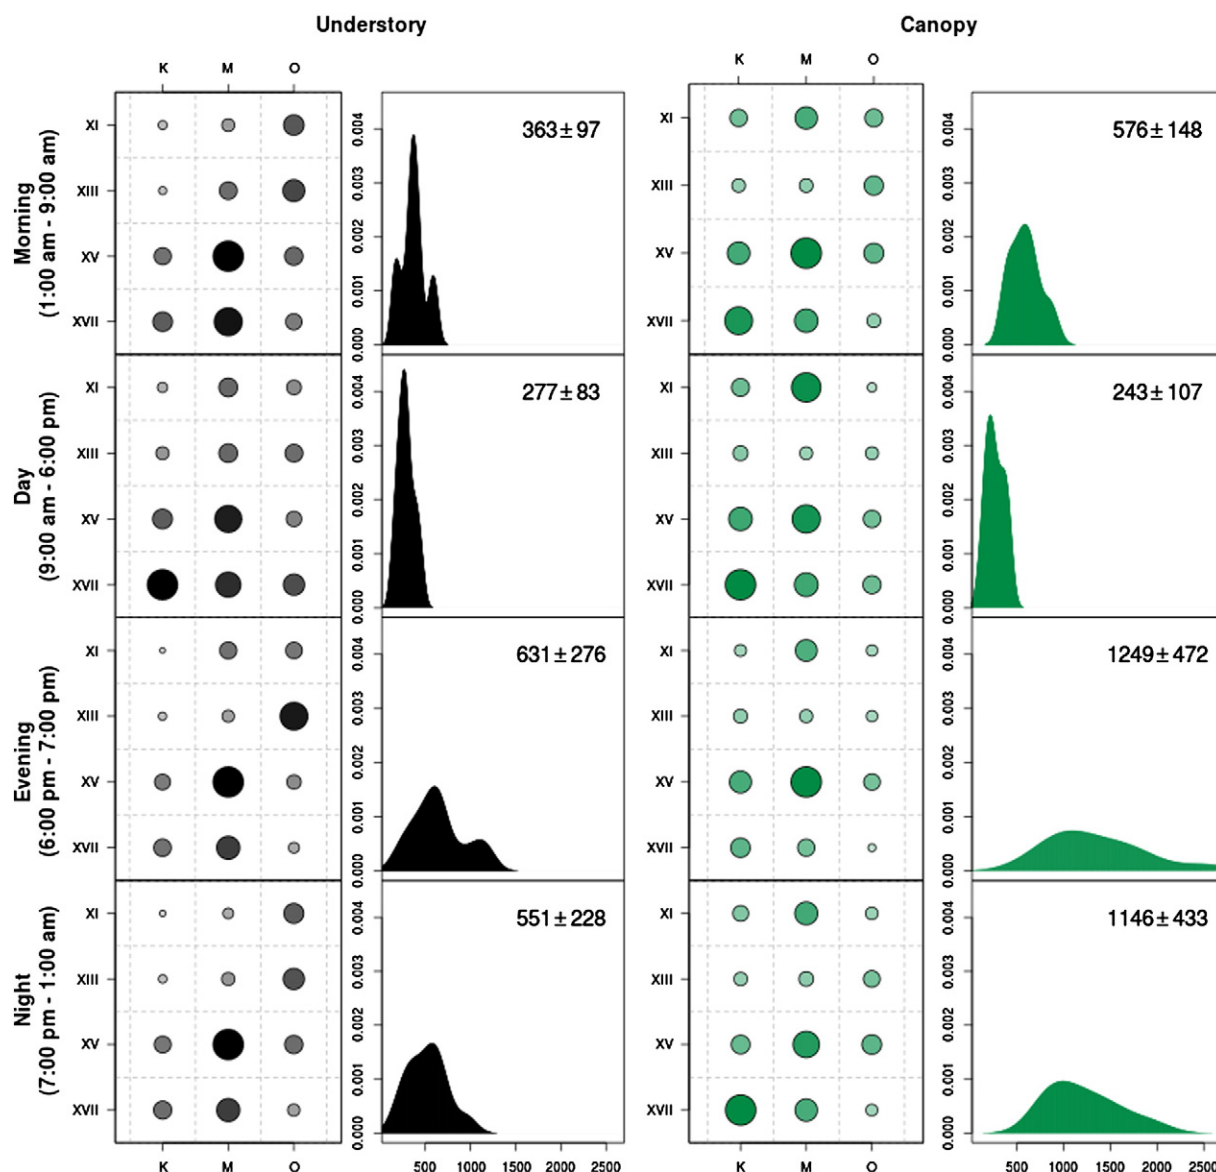 Understory Canopy
K M O K M O
Morning
(1:00 am - 9:00 am)
XI XIII XV XVII
0.000 0.001 0.002 0.003 0.004
363±97
XI XIII XV XVII
0.000 0.001 0.002 0.003 0.004
576±148
Day
(9:00 am - 6:00 pm)
XI XIII XV XVII
0.000 0.001 0.002 0.003 0.004
277±83
XI XIII XV XVII
0.000 0.001 0.002 0.003 0.004
243±107
Evening
(6:00 pm - 7:00 pm)
XI XIII XV XVII
0.000 0.001 0.002 0.003 0.004
631±276
XI XIII XV XVII
0.000 0.001 0.002 0.003 0.004
1249±472
Night
(7:00 pm - 1:00 am)
XI XIII XV XVII
0.000 0.001 0.002 0.003 0.004
551±228
XI XIII XV XVII
0.000 0.001 0.002 0.003 0.004
1146±433
K M O 500 1000 1500 2000 2500 K M O 500 1000 1500 2000 2500